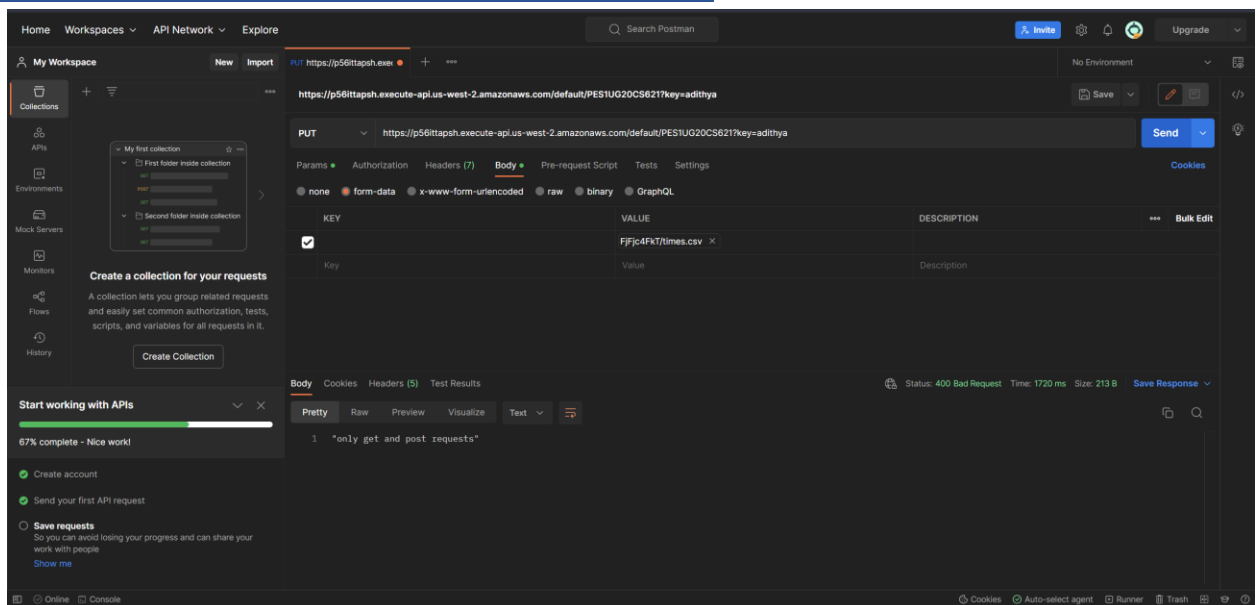 Home Workspaces API Network Explore Search Postman Invite Upgrade
My Workspace New Import PUT https://p56ittapsh.exec No Environment
Collections
https://p56ittapsh.execute-api.us-west-2.amazonaws.com/default/PES1UG20CS621?key=adithya Save
APIs
PUT https://p56ittapsh.execute-api.us-west-2.amazonaws.com/default/PES1UG20CS621?key=adithya Send
My first collection
First folder inside collection
Second folder inside collection
Params Authorization Headers (7) Body Pre-request Script Tests Settings Cookies
Environments
none form-data x-www-form-urlencoded raw binary GraphQL
KEY VALUE DESCRIPTION Bulk Edit
Mock Servers
FjFjc4FkT/times.csv
Monitors
Key Value Description
Create a collection for your requests
A collection lets you group related requests
and easily set common authorization, tests,
scripts, and variables for all requests in it.
Flows
History
Create Collection
Body Cookies Headers (5) Test Results Status: 400 Bad Request Time: 1720 ms Size: 213 B Save Response
Start working with APIs
Pretty Raw Preview Visualize Text
67% complete - Nice work!
1 "only get and post requests"
Create account
Send your first API request
Save requests
So you can avoid losing your progress and can share your
work with people
Show me
Online Console Cookies Auto-select agent Runner Trash